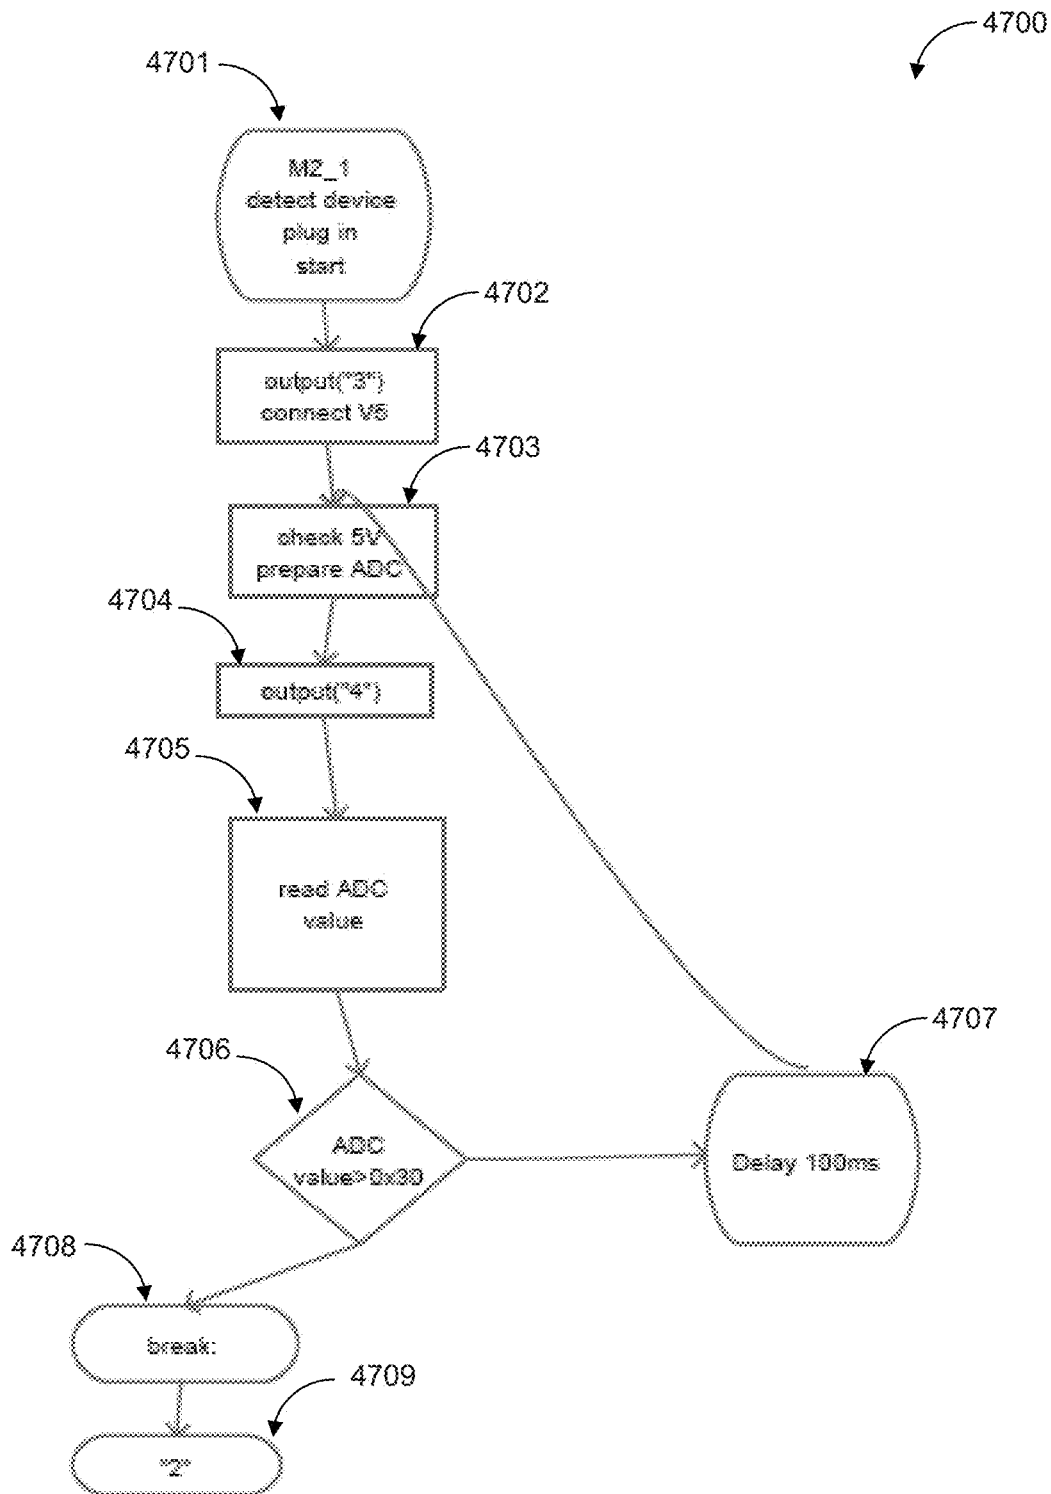 4700
4701
M2_1
detect device
plug in
start
4702
output("3")
connect V5
4703
check 5V
prepare ADC
4704
output("4")
4705
read ADC
value
4706
ADC
value>0x30
4707
Delay 100ms
4708
break;
4709
"2"